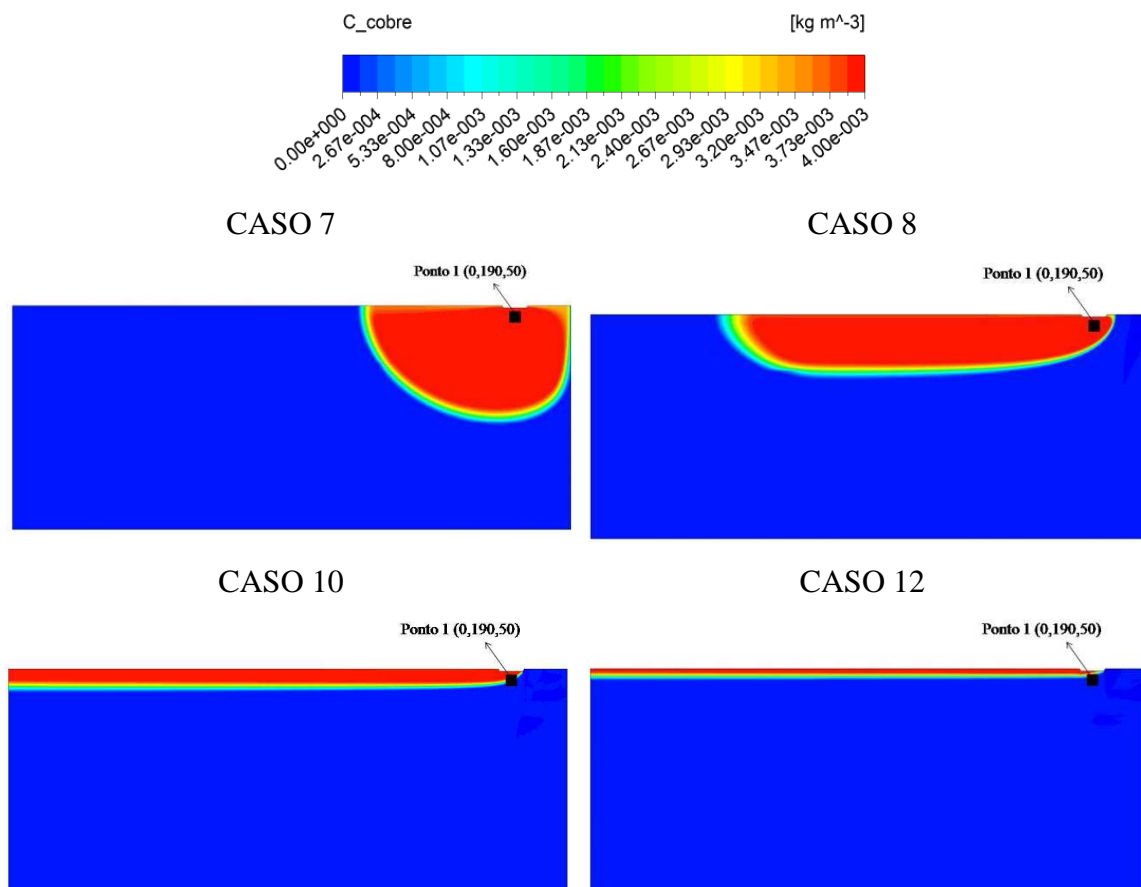 C_cobre [kg m^-3]
0.00e+000 2.67e-004 5.33e-004 8.00e-004 1.07e-003 1.33e-003 1.60e-003 1.87e-003 2.13e-003 2.40e-003 2.67e-003 2.93e-003 3.20e-003 3.47e-003 3.73e-003 4.00e-003
CASO 7 CASO 8
Ponto 1 (0,190,50) Ponto 1 (0,190,50)
CASO 10 CASO 12
Ponto 1 (0,190,50) Ponto 1 (0,190,50)